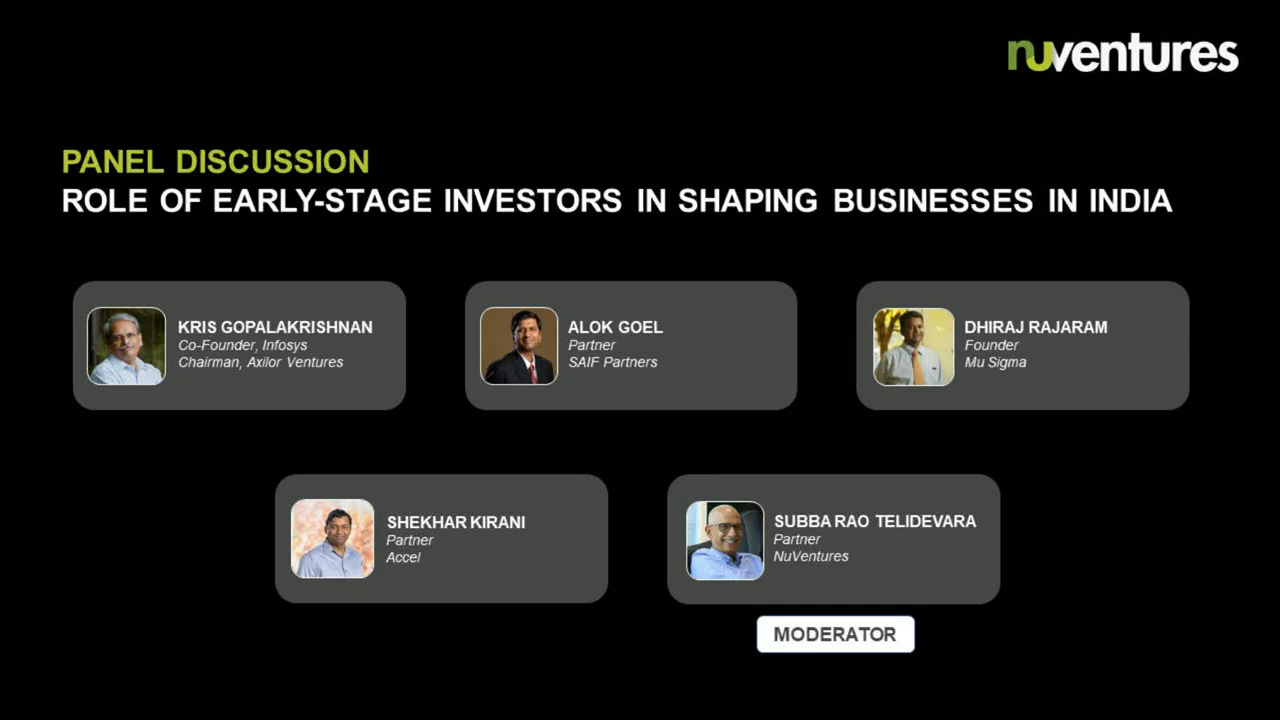 nuventures
PANEL DISCUSSION
ROLE OF EARLY-STAGE INVESTORS IN SHAPING BUSINESSES IN INDIA
KRIS GOPALAKRISHNAN
Co-Founder, Infosys
Chairman, Axilor Ventures
ALOK GOEL
Partner
SAIF Partners
DHIRAJ RAJARAM
Founder
Mu Sigma
SHEKHAR KIRANI
Partner
Accel
SUBBA RAO TELIDEVARA
Partner
NuVentures
MODERATOR